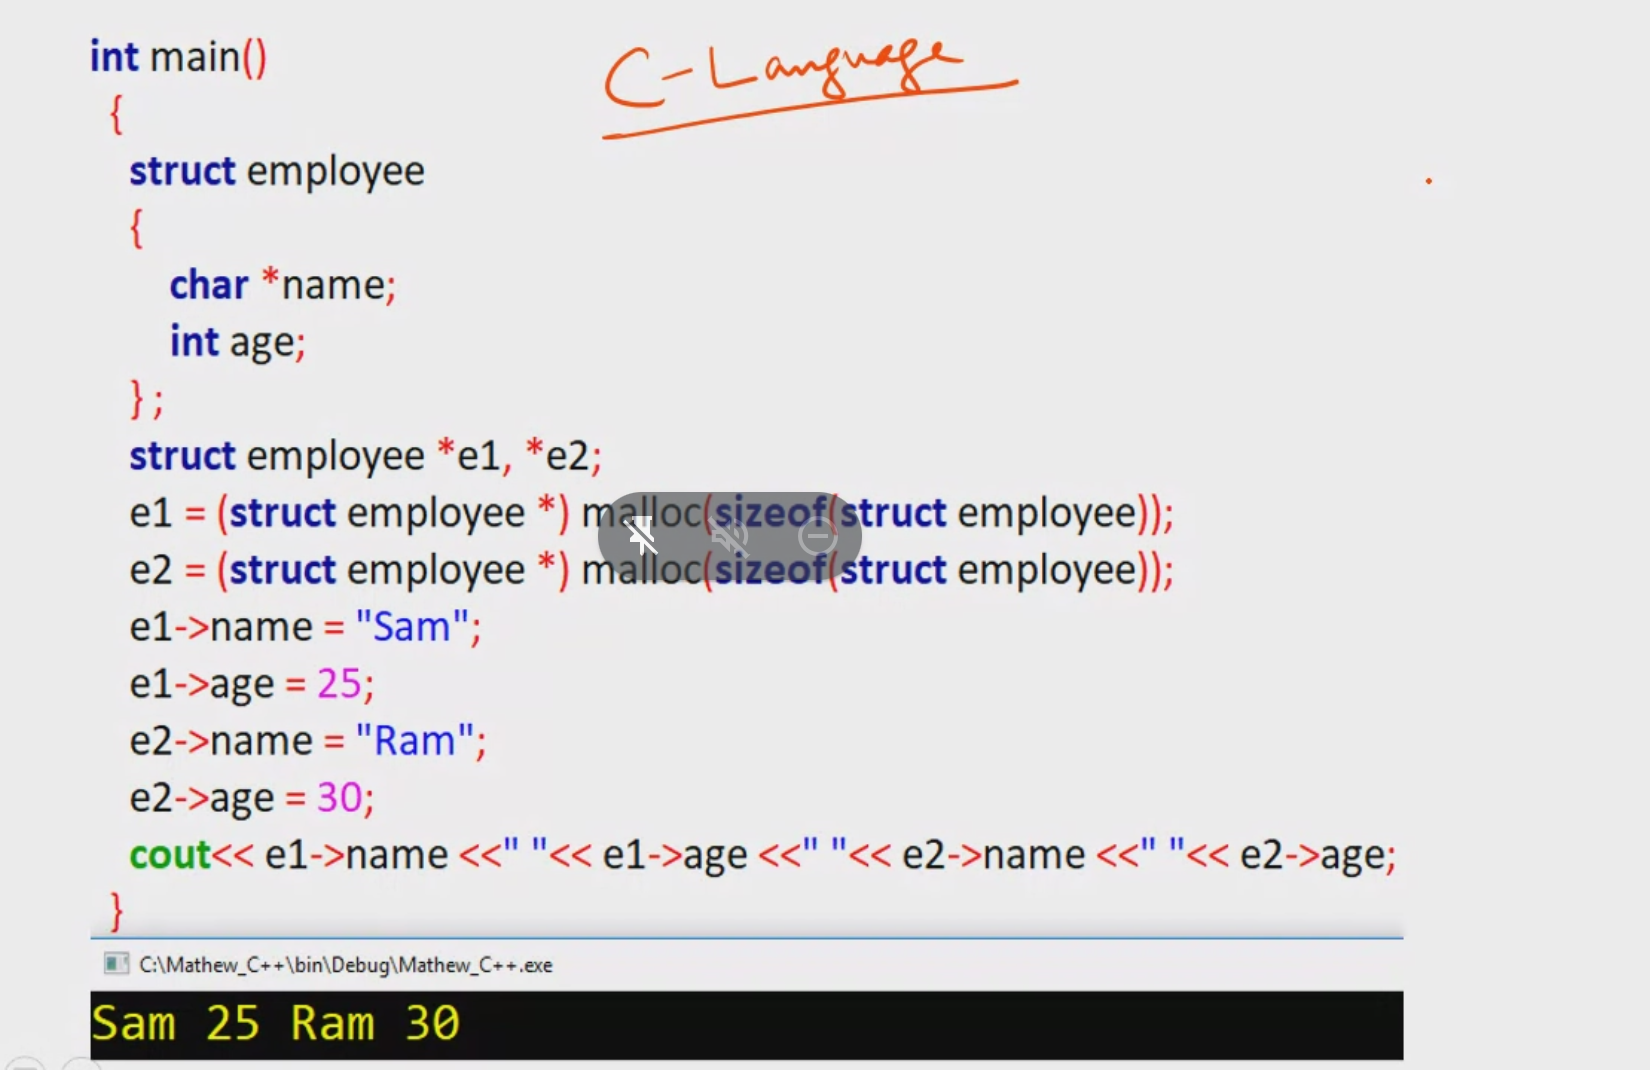 int main()
C-Language
{
struct employee
{
char *name;
int age;
} ;
struct employee *e1, *e2;
e1 = (struct employee *) malloc(sizeof(struct employee));
e2 = (struct employee *) malloc(sizeof(struct employee));
e1->name = "Sam";
e1->age = 25;
e2->name = "Ram";
e2->age = 30;
cout<< e1->name <<" "<< e1->age <<" "<< e2->name <<" "<< e2->age;
}
C:\Mathew_C++\bin\Debug\Mathew_C++.exe
Sam 25 Ram 30